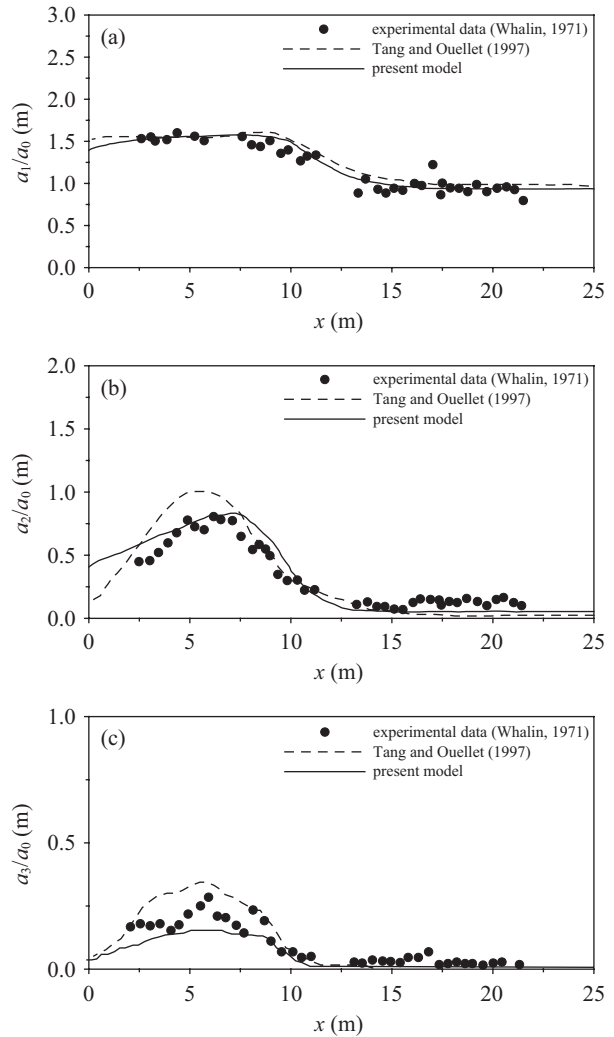 3.0
(a)
experimental data (Whalin, 1971)
Tang and Ouellet (1997)
2.5
present model
2.0
a₁/a₀ (m)
1.5
1.0
0.5
0.0
0 5 10 15 20 25
x (m)
2.0
(b)
experimental data (Whalin, 1971)
Tang and Ouellet (1997)
present model
1.5
a₂/a₀ (m)
1.0
0.5
0.0
0 5 10 15 20 25
x (m)
1.0
(c)
experimental data (Whalin, 1971)
Tang and Ouellet (1997)
present model
a₃/a₀ (m)
0.5
0.0
0 5 10 15 20 25
x (m)